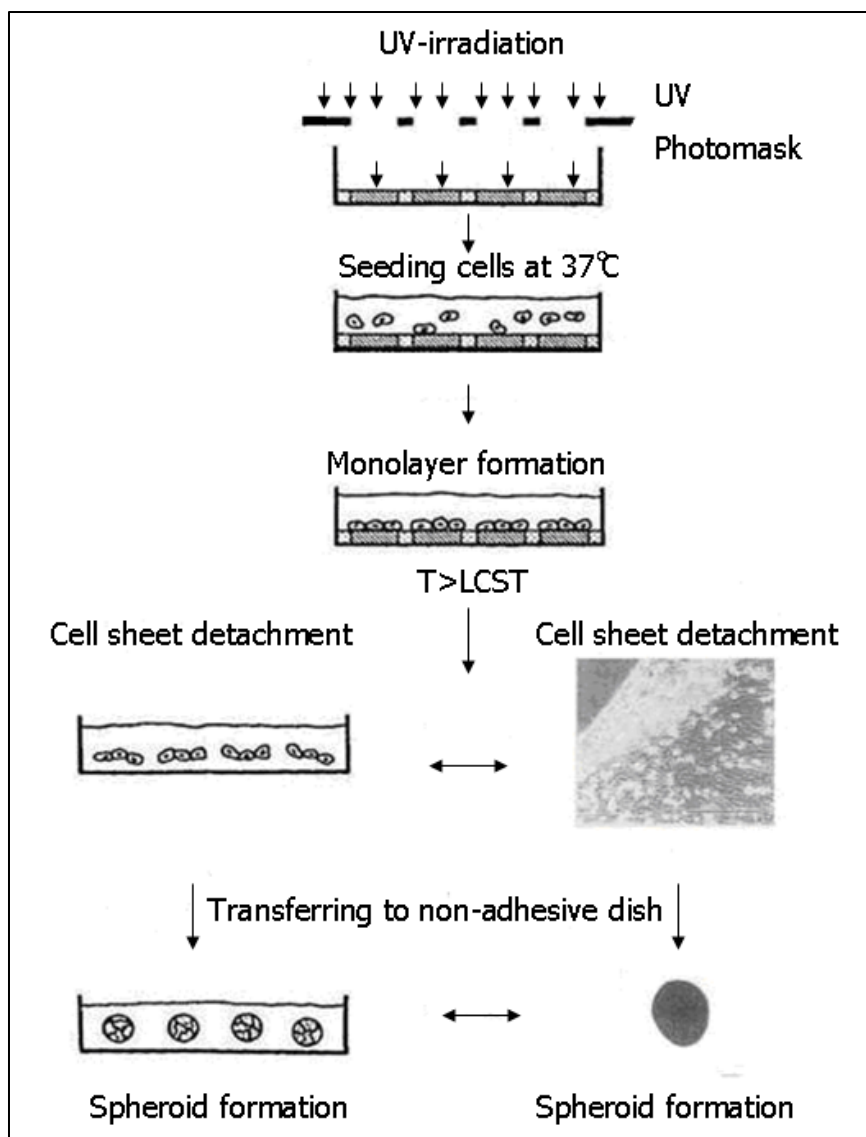 UV-irradiation
UV
Photomask
Seeding cells at 37℃
Monolayer formation
T>LCST
Cell sheet detachment
Cell sheet detachment
Transferring to non-adhesive dish
Spheroid formation
Spheroid formation